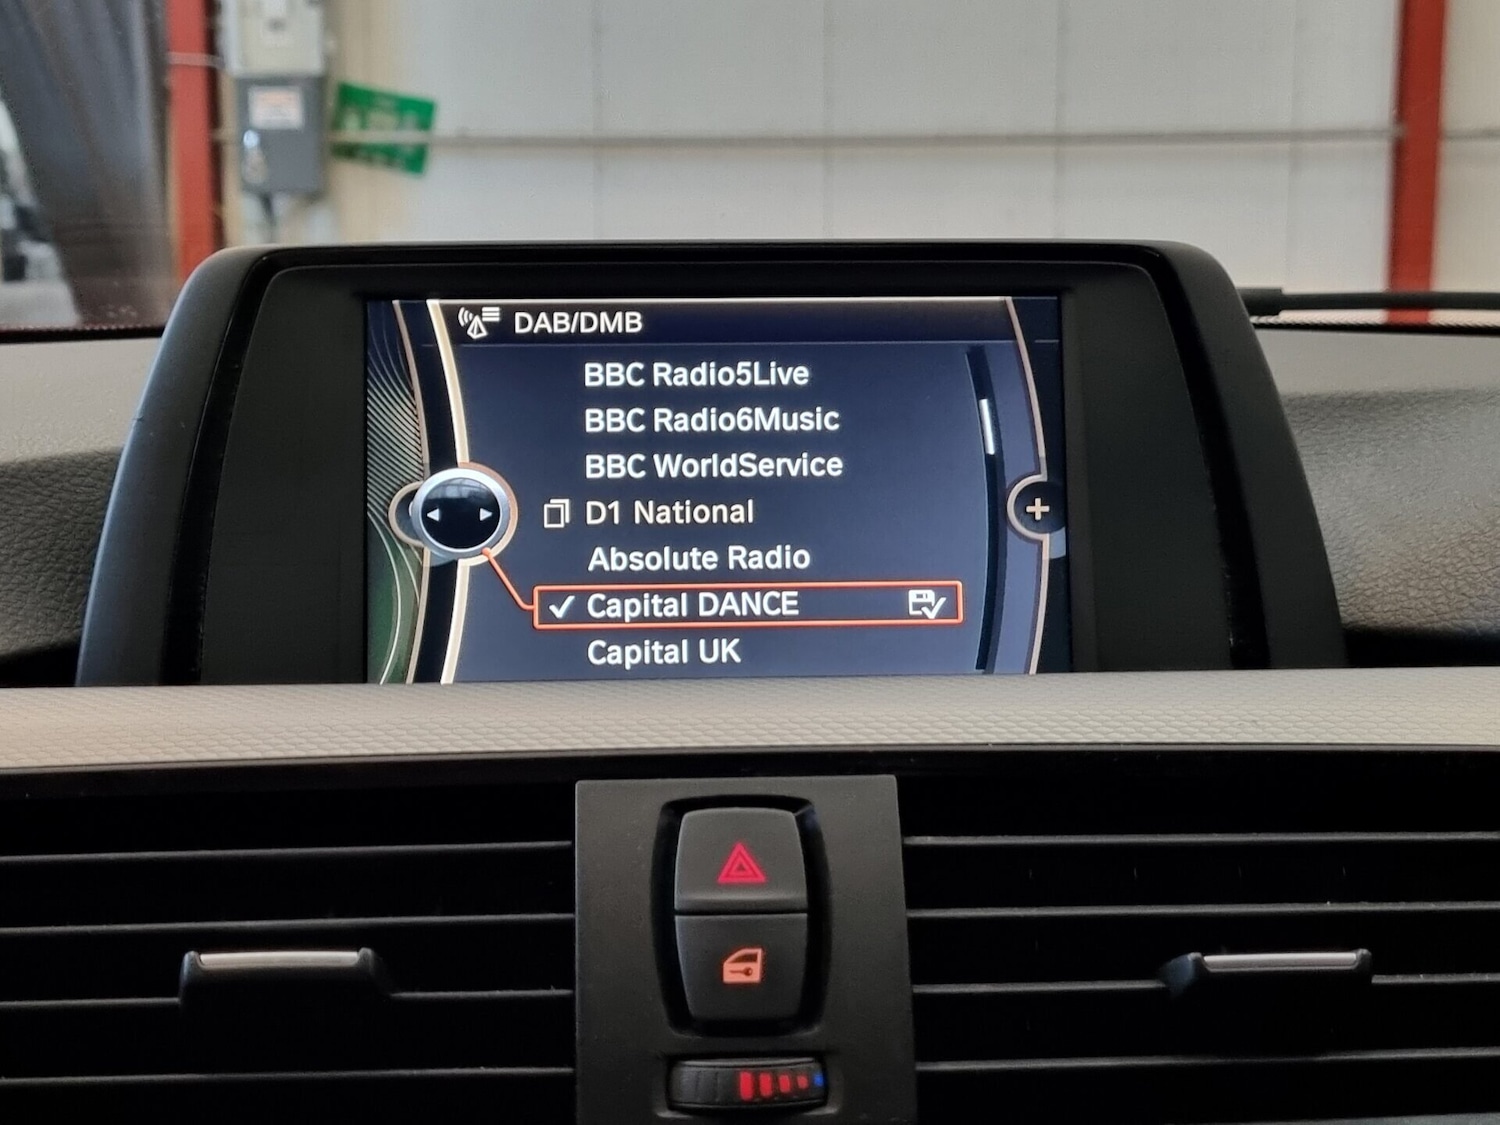 DAB/DMB
BBC Radio5Live
BBC Radio6Music
BBC WorldService
D1 National
Absolute Radio
Capital DANCE
Capital UK